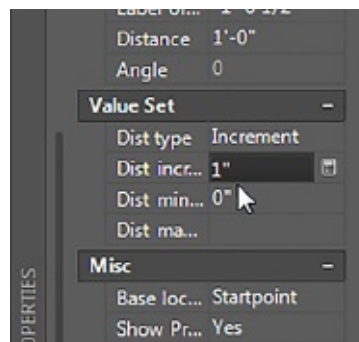 Distance 1'-0"
Angle 0
Value Set –
Dist type Increment
Dist incr... 1"
Dist min... 0"
Dist ma...
Misc –
Base loc... Startpoint
Show Pr... Yes
OPERTIES